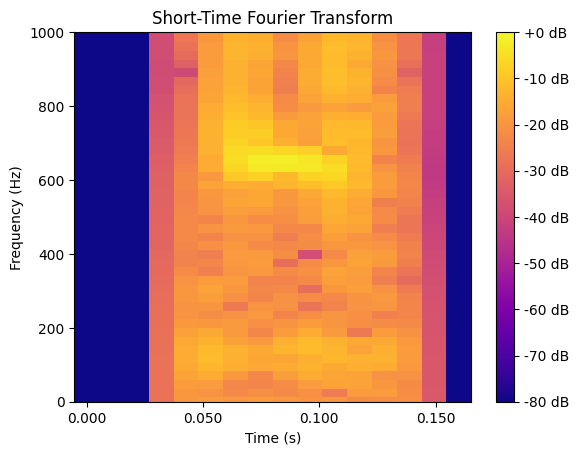 Short-Time Fourier Transform
1000
800
600
400
200
0
Frequency (Hz)
0.000
0.050
0.100
0.150
Time (s)
+0 dB
-10 dB
-20 dB
-30 dB
-40 dB
-50 dB
-60 dB
-70 dB
-80 dB